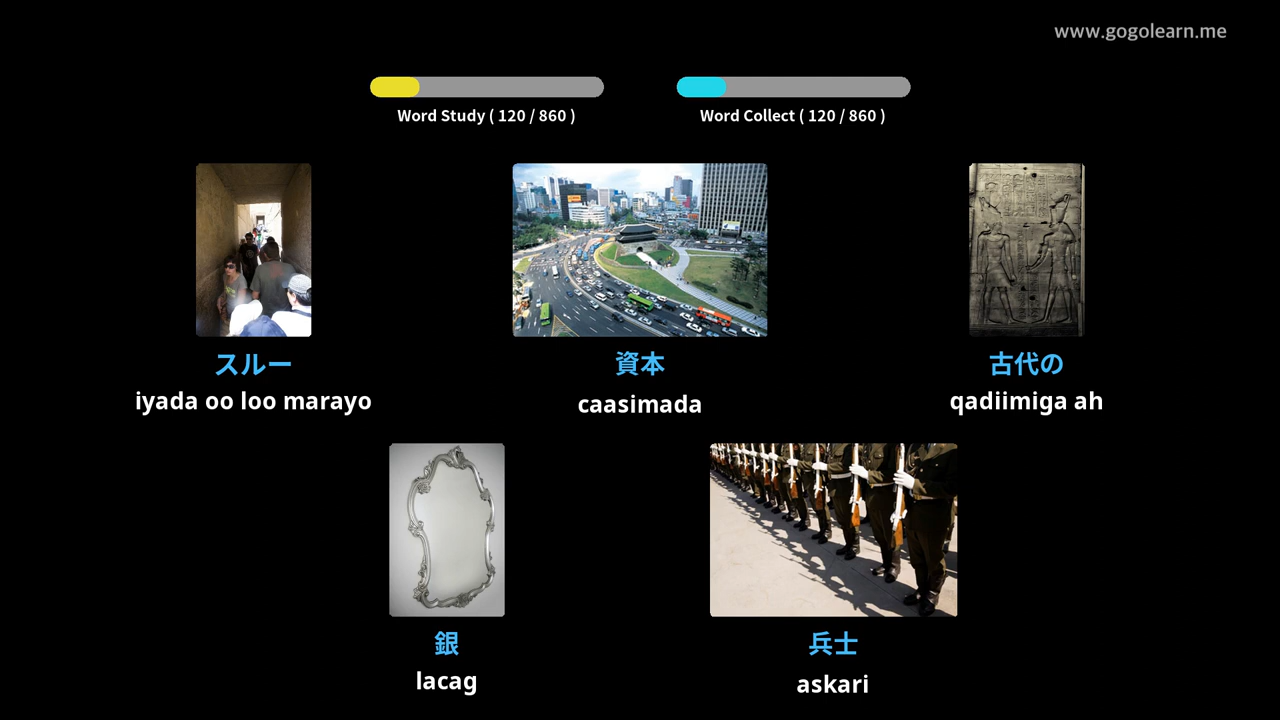 www.gogolearn.me
Word Study ( 120 / 860 )
Word Collect ( 120 / 860 )
スルー
資本
古代の
iyada oo loo marayo
caasimada
qadiimiga ah
銀
兵士
lacag
askari